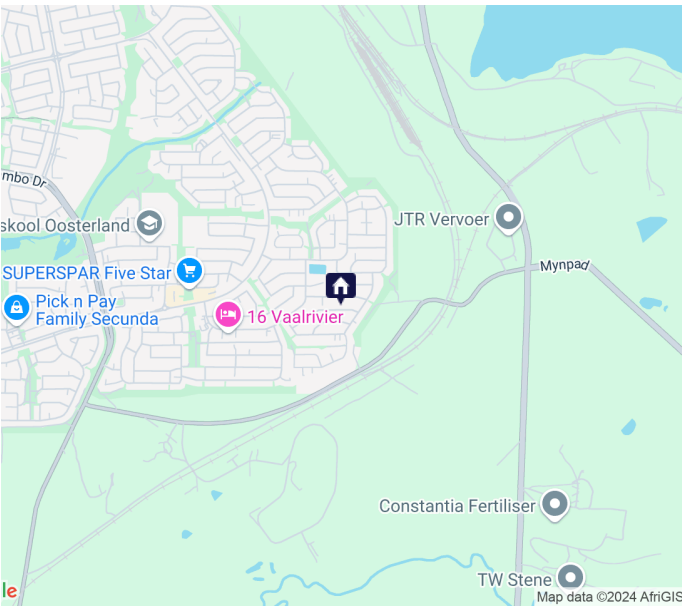 mbo Dr
skool Oosterland
JTR Vervoer
SUPERSPAR Five Star
Mynpad
Pick n Pay
Family Secunda
16 Vaalrivier
Constantia Fertiliser
TW Stene
le
Map data ©2024 AfriGIS